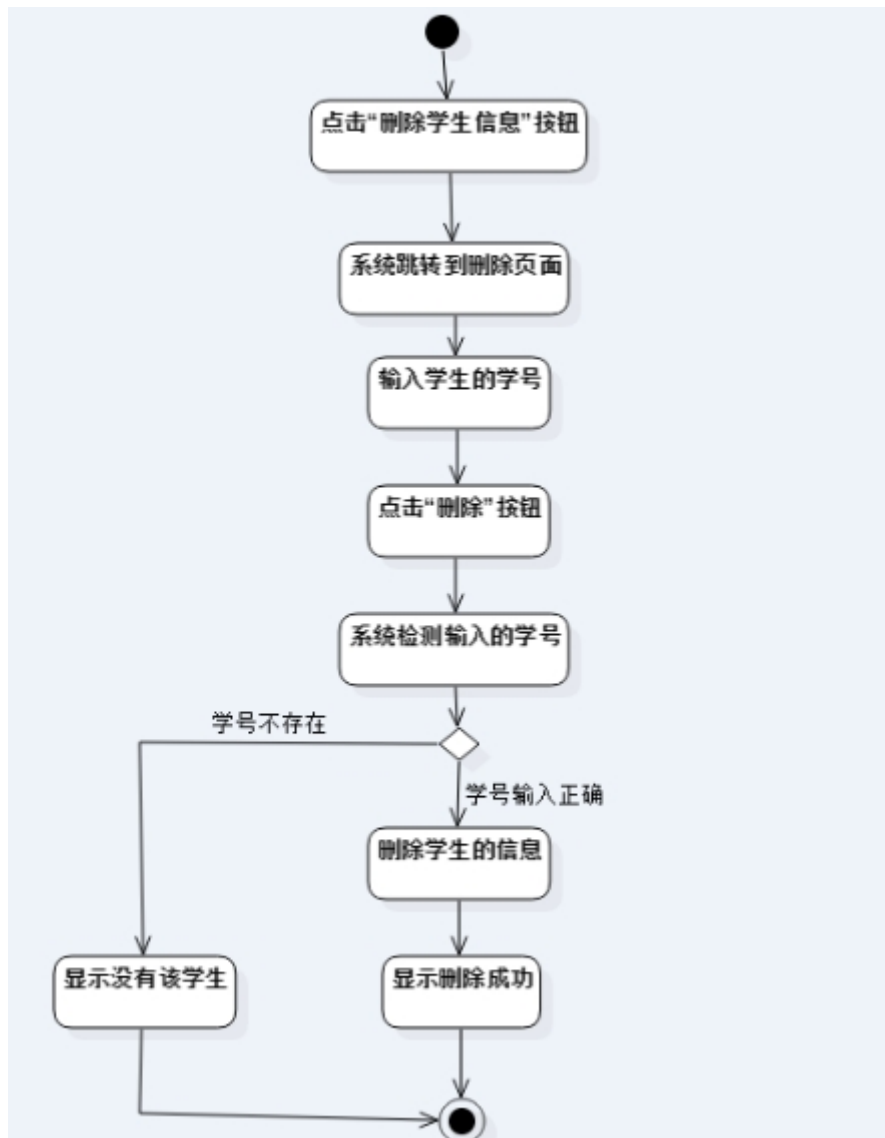 点击“删除学生信息”按钮
系统跳转到删除页面
输入学生的学号
点击“删除”按钮
系统检测输入的学号
学号不存在
学号输入正确
删除学生的信息
显示没有该学生
显示删除成功